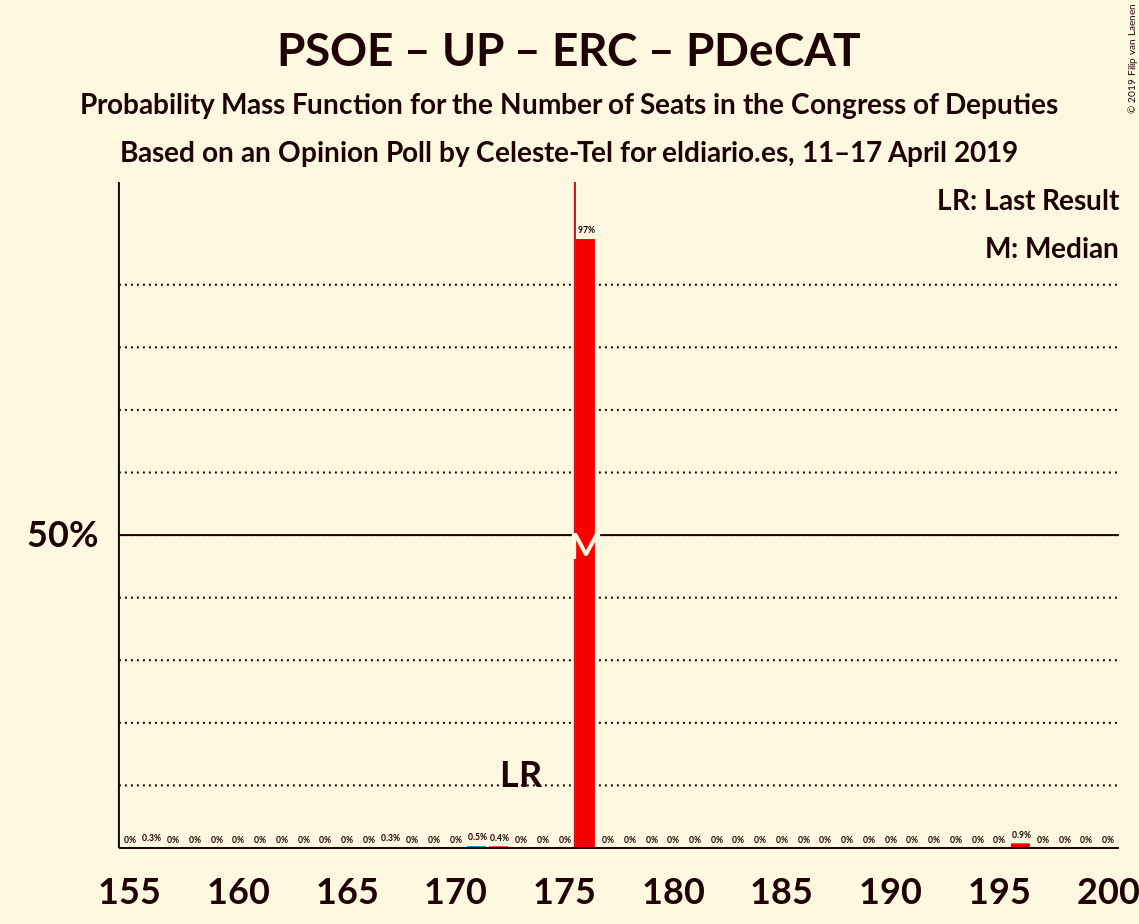 PSOE – UP – ERC – PDeCAT
Probability Mass Function for the Number of Seats in the Congress of Deputies
Based on an Opinion Poll by Celeste-Tel for eldiario.es, 11–17 April 2019
© 2019 Filip van Laenen
LR: Last Result
M: Median
97%
50%
M
LR
0% 0.3% 0% 0% 0% 0% 0% 0% 0% 0% 0% 0% 0.3% 0% 0% 0% 0.5% 0.4% 0% 0% 0% 0% 0% 0% 0% 0% 0% 0% 0% 0% 0% 0% 0% 0% 0% 0% 0% 0% 0% 0.9% 0% 0% 0% 0%
155 160 165 170 175 180 185 190 195 200